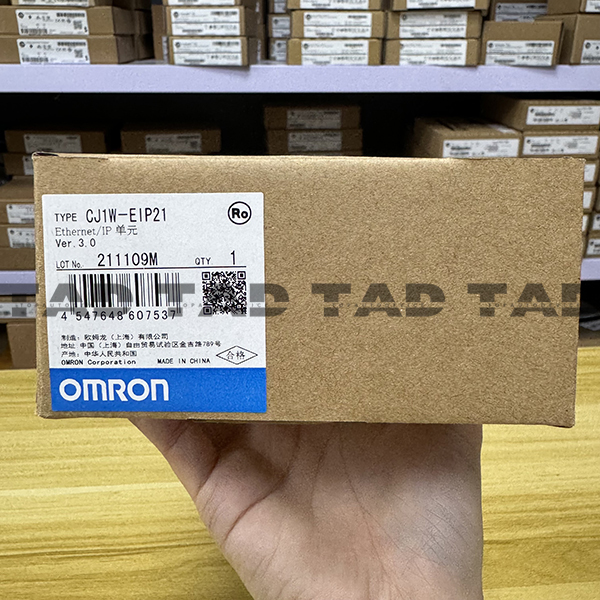 TYPE CJ1W-EIP21
Ro
Ethernet/IP 单元
Ver.3.0
LOT No. 211109M QTY 1
4 547648 607537
制造: 欧姆龙(上海)有限公司
地址: 中国(上海)自由贸易试验区金吉路789号
产地: 中华人民共和国
OMRON Corporation MADE IN CHINA
合格
OMRON
TAD TAD TAD TAD